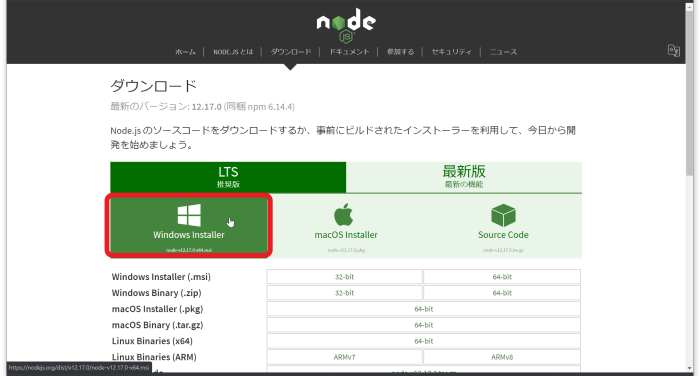 node
JS
ホーム | NODE.JS とは | ダウンロード | ドキュメント | 参加する | セキュリティ | ニュース
ダウンロード
最新のバージョン: 12.17.0 (同梱 npm 6.14.4)
Node.js のソースコードをダウンロードするか、事前にビルドされたインストーラーを利用して、今日から開
発を始めましょう。
LTS
推奨版
最新版
最新の機能
Windows Installer
node-v12.17.0-x64.msi
macOS Installer
node-v12.17.0.pkg
Source Code
node-v12.17.0.tar.gz
Windows Installer (.msi) 32-bit 64-bit
Windows Binary (.zip) 32-bit 64-bit
macOS Installer (.pkg) 64-bit
macOS Binary (.tar.gz) 64-bit
Linux Binaries (x64) 64-bit
Linux Binaries (ARM) ARMv7 ARMv8
https://nodejs.org/dist/v12.17.0/node-v12.17.0-x64.msi